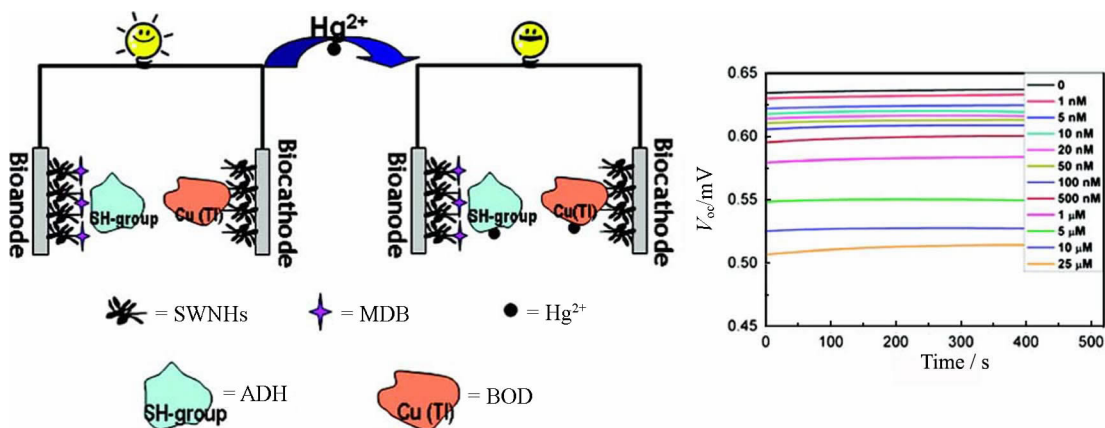 Hg2+
Bioanode
SH-group
Cu (TI)
Biocathode
Bioanode
SH-group
Cu(TI)
Biocathode
= SWNHs
= MDB
= Hg2+
SH-group
= ADH
Cu (TI)
= BOD
Voc/mV
0.65
0.60
0.55
0.50
0.45
0
100
200
300
400
500
Time / s
0
1 nM
5 nM
10 nM
20 nM
50 nM
100 nM
500 nM
1 μM
5 μM
10 μM
25 μM